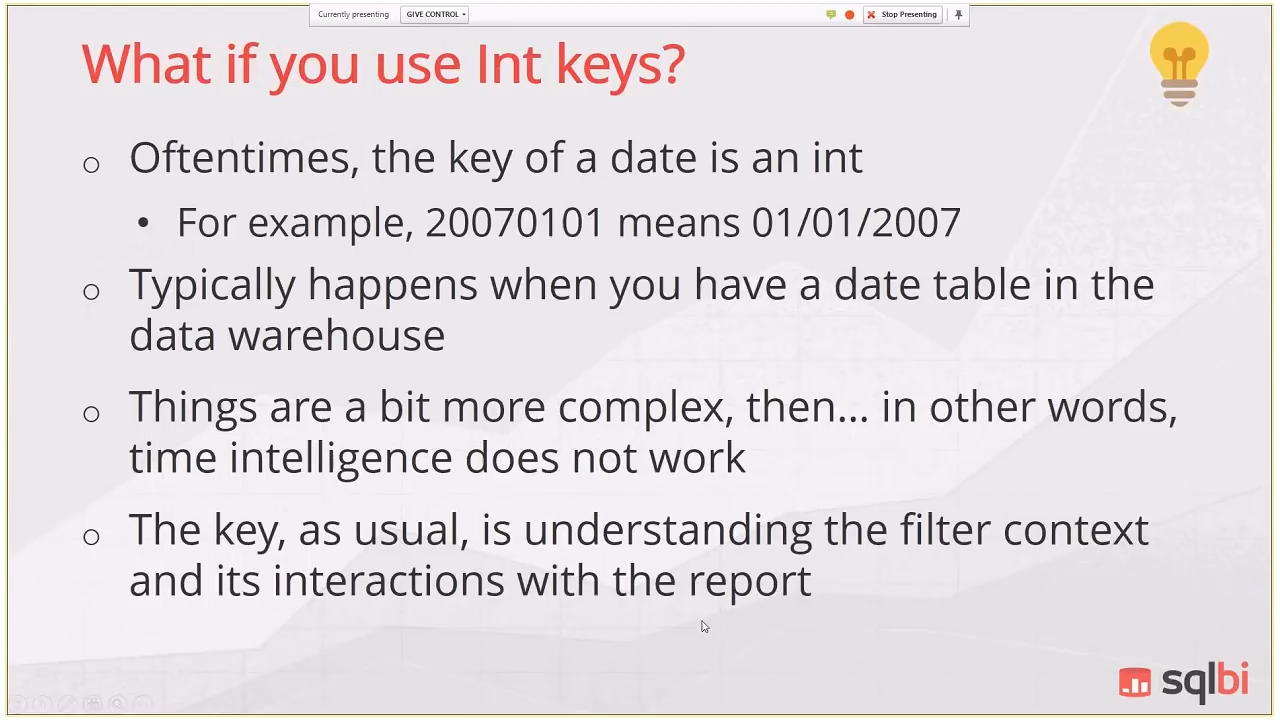 Currently presenting GIVE CONTROL Stop Presenting
What if you use Int keys?
o Oftentimes, the key of a date is an int
• For example, 20070101 means 01/01/2007
o Typically happens when you have a date table in the
data warehouse
o Things are a bit more complex, then… in other words,
time intelligence does not work
o The key, as usual, is understanding the filter context
and its interactions with the report
sqlbi